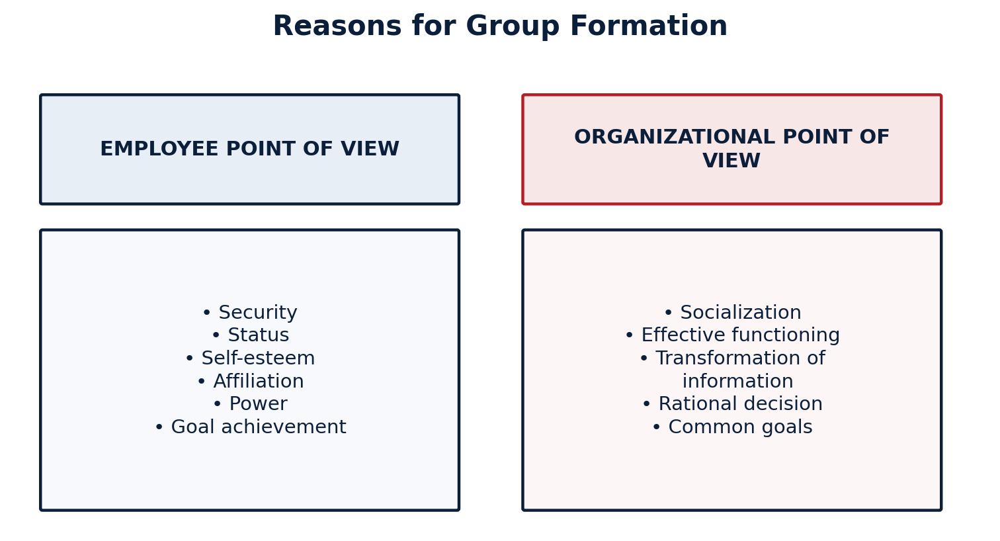 Reasons for Group Formation
EMPLOYEE POINT OF VIEW
• Security
• Status
• Self-esteem
• Affiliation
• Power
• Goal achievement
ORGANIZATIONAL POINT OF
VIEW
• Socialization
• Effective functioning
• Transformation of
information
• Rational decision
• Common goals